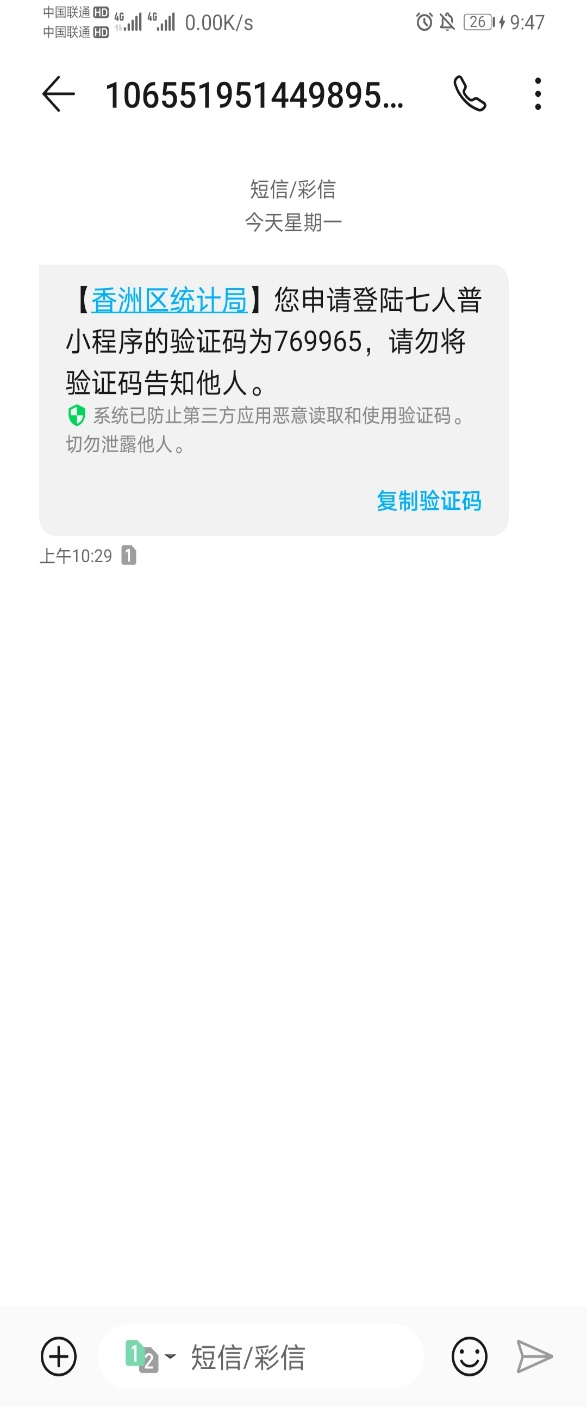 中国联通 HD 4G 4G 0.00K/s 26 9:47
中国联通 HD
106551951449895...
短信/彩信
今天星期一
【香洲区统计局】您申请登陆七人普
小程序的验证码为769965，请勿将
验证码告知他人。
系统已防止第三方应用恶意读取和使用验证码。
切勿泄露他人。
复制验证码
上午10:29 1
1 2 短信/彩信